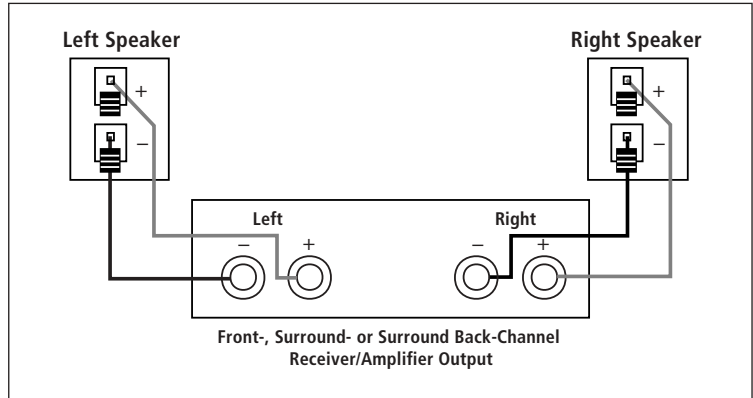 Left Speaker
Right Speaker
+
−
+
−
Left
Right
− +
− +
Front-, Surround- or Surround Back-Channel
Receiver/Amplifier Output